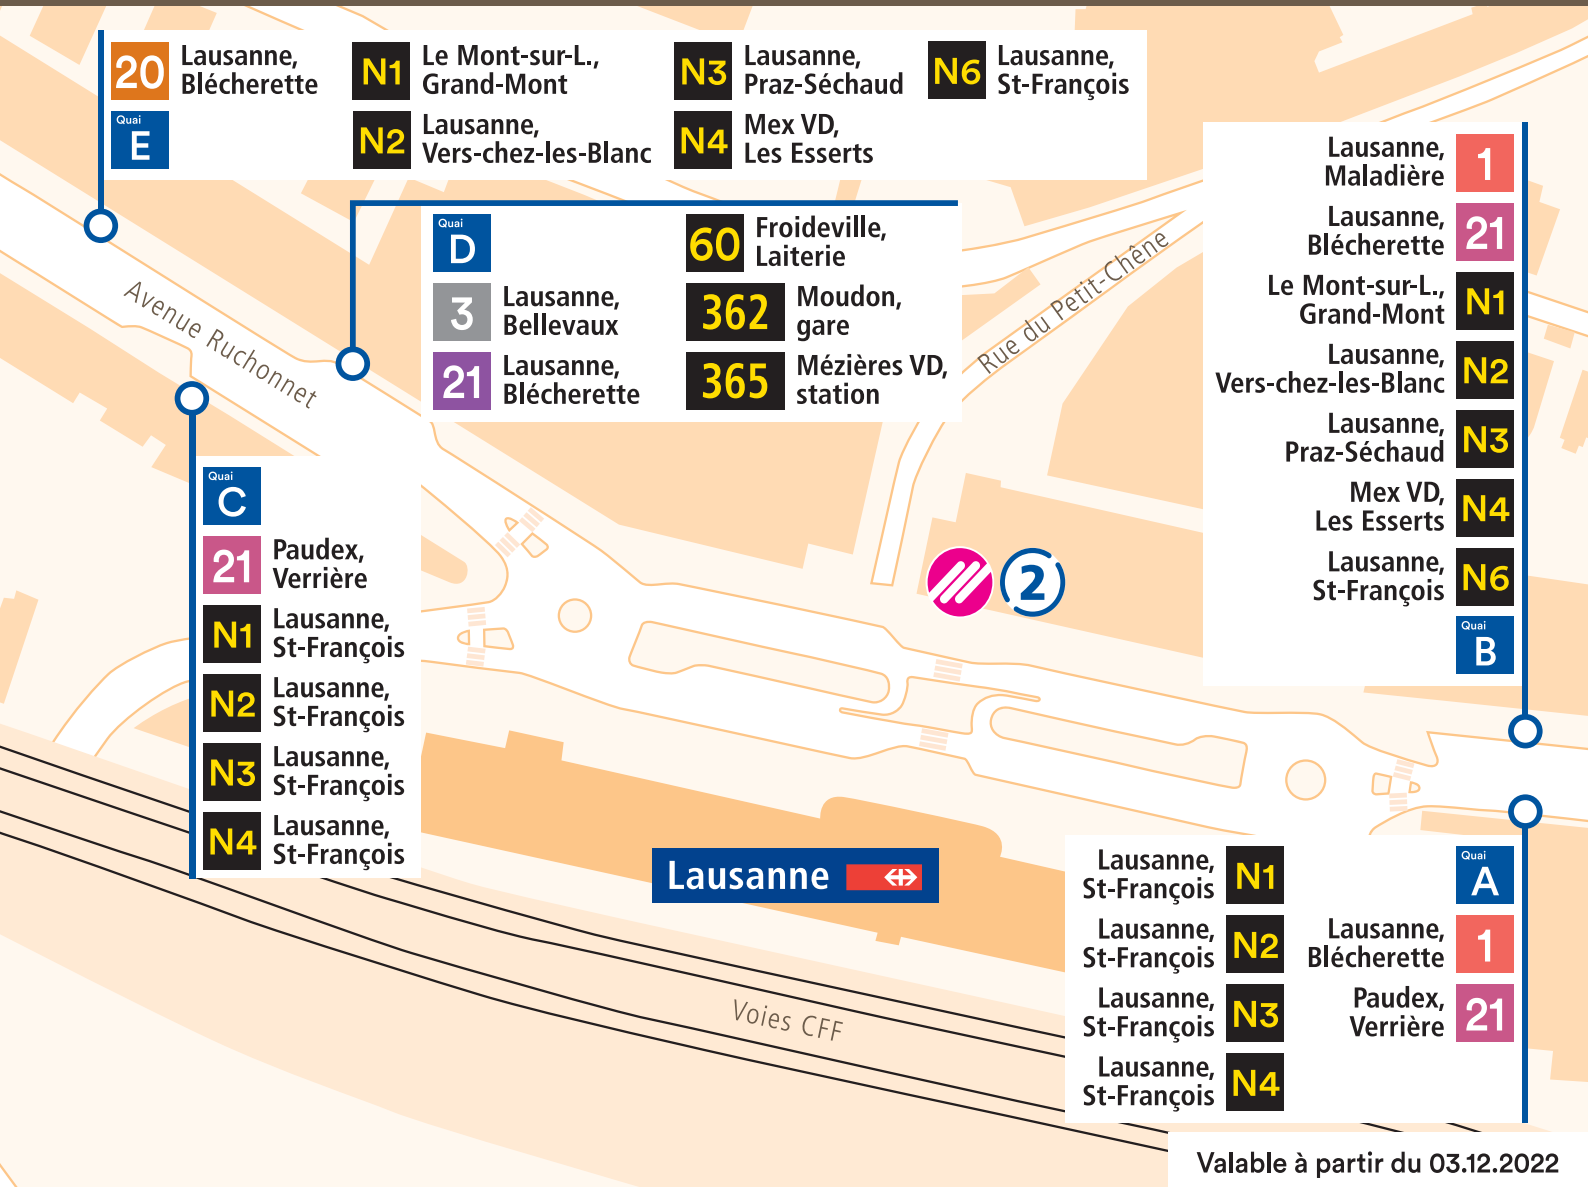 20
Lausanne,
Blécherette
Quai
E
N1
Le Mont-sur-L.,
Grand-Mont
N2
Lausanne,
Vers-chez-les-Blanc
N3
Lausanne,
Praz-Séchaud
N4
Mex VD,
Les Esserts
N6
Lausanne,
St-François
Quai
D
3
Lausanne,
Bellevaux
21
Lausanne,
Blécherette
60
Froideville,
Laiterie
362
Moudon,
gare
365
Mézières VD,
station
Lausanne,
Maladière
1
Lausanne,
Blécherette
21
Le Mont-sur-L.,
Grand-Mont
N1
Lausanne,
Vers-chez-les-Blanc
N2
Lausanne,
Praz-Séchaud
N3
Mex VD,
Les Esserts
N4
Lausanne,
St-François
N6
Quai
B
Avenue Ruchonnet
Rue du Petit-Chêne
Quai
C
21
Paudex,
Verrière
N1
Lausanne,
St-François
N2
Lausanne,
St-François
N3
Lausanne,
St-François
N4
Lausanne,
St-François
2
Lausanne
Voies CFF
Lausanne,
St-François
N1
Lausanne,
St-François
N2
Lausanne,
St-François
N3
Lausanne,
St-François
N4
Quai
A
Lausanne,
Blécherette
1
Paudex,
Verrière
21
Valable à partir du 03.12.2022